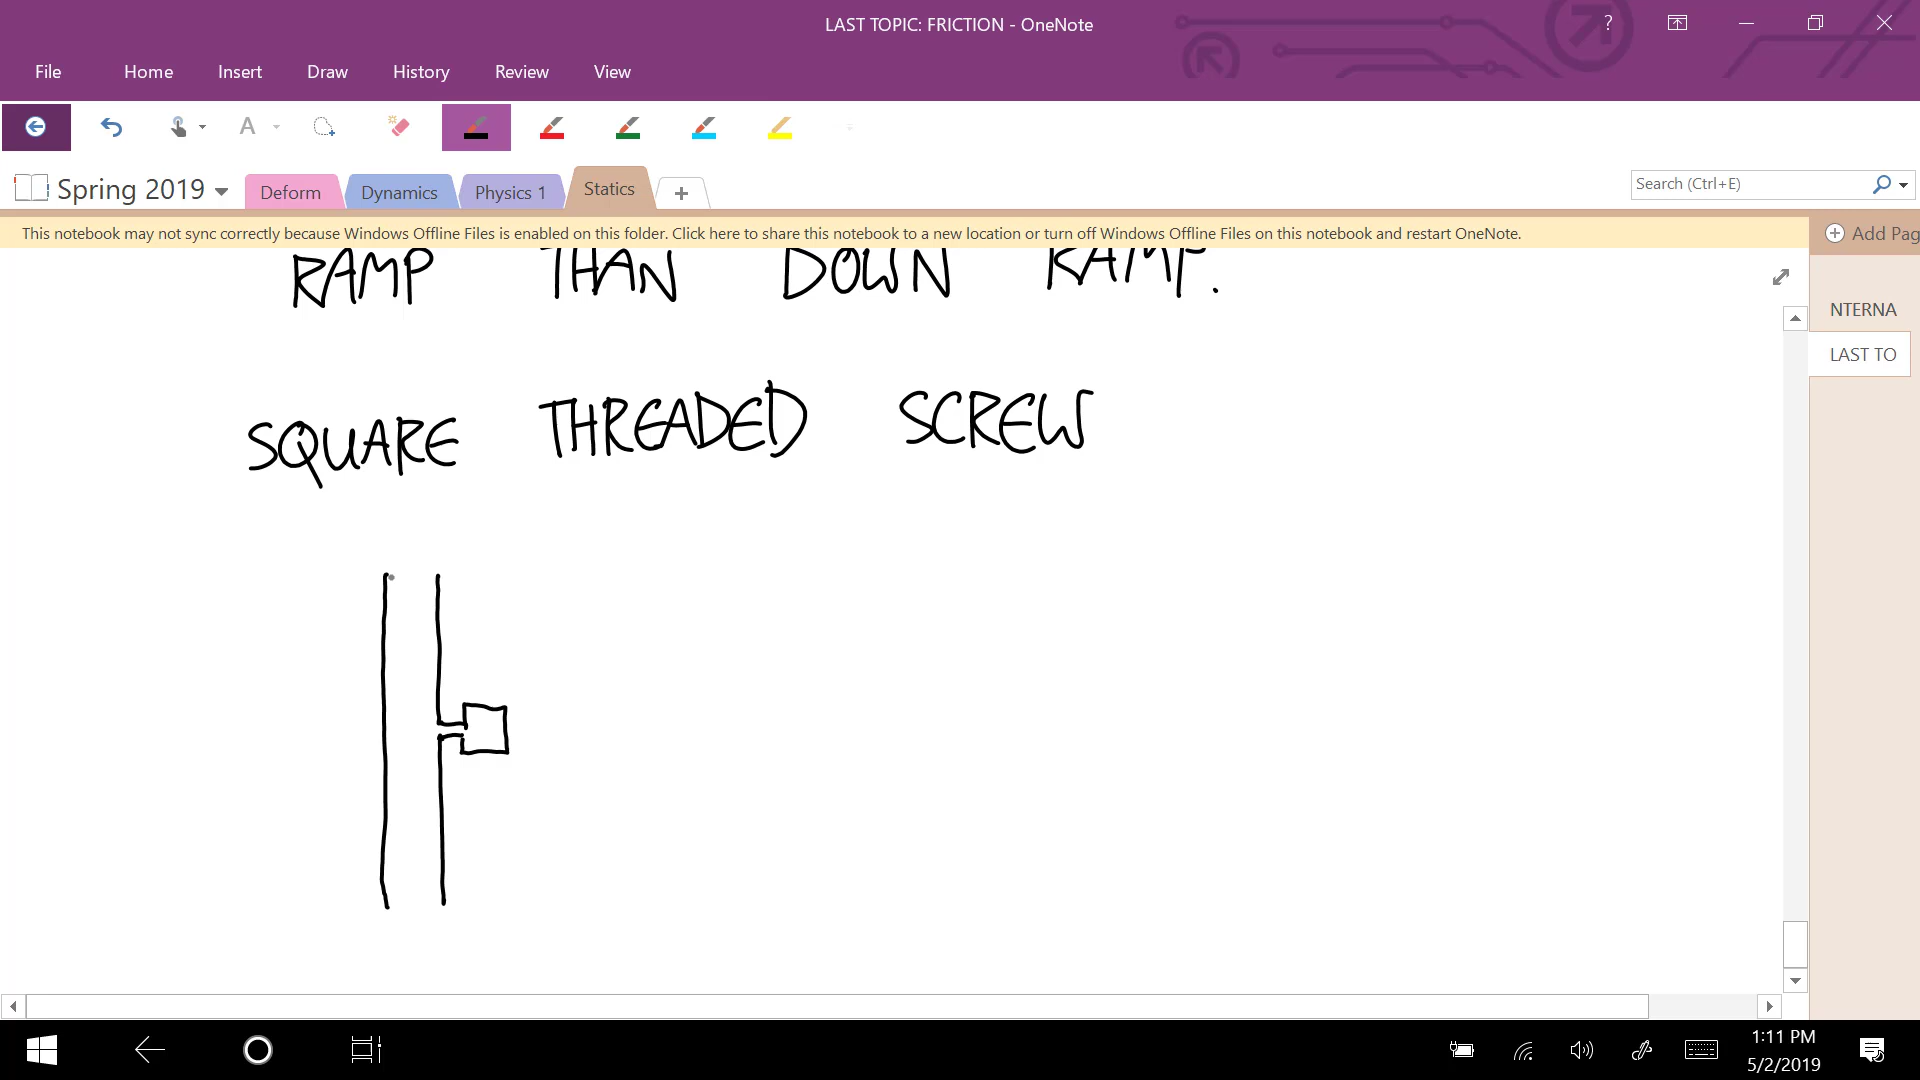 LAST TOPIC: FRICTION - OneNote
?
File Home Insert Draw History Review View
A
Spring 2019 Deform Dynamics Physics 1 Statics +
Search (Ctrl+E)
This notebook may not sync correctly because Windows Offline Files is enabled on this folder. Click here to share this notebook to a new location or turn off Windows Offline Files on this notebook and restart OneNote.
Add Pag
RAMP THAN DOWN RAMP.
NTERNA
LAST TO
SQUARE THREADED SCREW
1:11 PM
5/2/2019